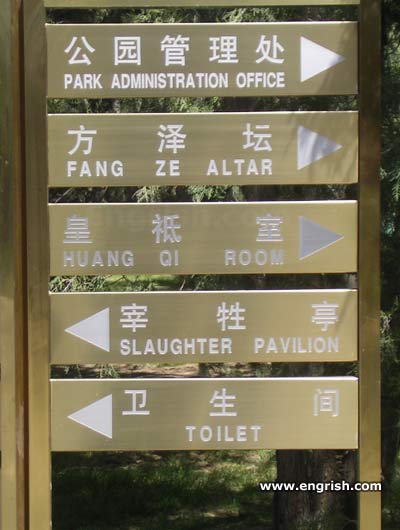 公园管理处
PARK ADMINISTRATION OFFICE
方泽坛
FANG ZE ALTAR
皇祇室
HUANG QI ROOM
宰牲亭
SLAUGHTER PAVILION
卫生间
TOILET
www.engrish.com